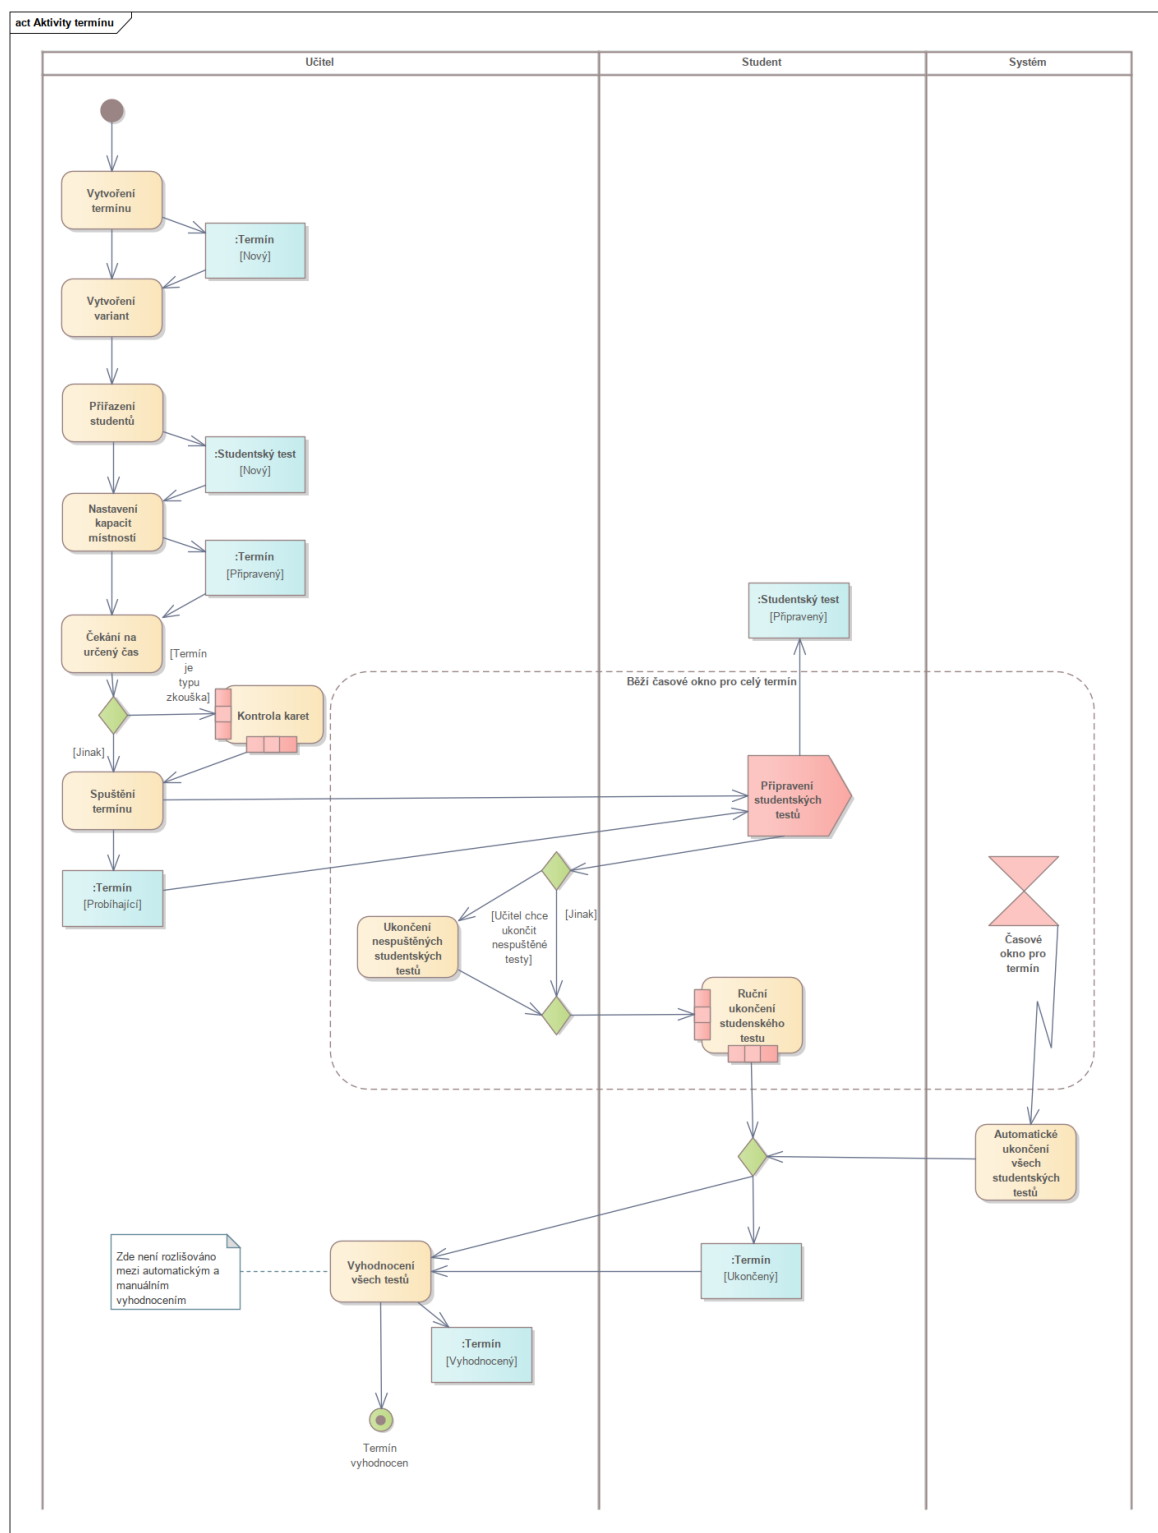 act Aktivity termínu
Učitel
Student
Systém
Vytvoření
termínu
:Termín
[Nový]
Vytvoření
variant
Přiřazení
studentů
:Studentský test
[Nový]
Nastavení
kapacit
místností
:Termín
[Připravený]
:Studentský test
[Připravený]
Čekání na
určený čas
[Termín
je
typu
zkouška]
Běží časové okno pro celý termín
Kontrola karet
[Jinak]
Spuštění
termínu
Připravení
studentských
testů
:Termín
[Probíhající]
[Učitel chce
ukončit
nespuštěné
testy]
[Jinak]
Ukončení
nespuštěných
studentských
testů
Časové
okno pro
termín
Ruční
ukončení
studenského
testu
Automatické
ukončení
všech
studentských
testů
Zde není rozlišováno
mezi automatickým a
manuálním
vyhodnocením
Vyhodnocení
všech testů
:Termín
[Ukončený]
:Termín
[Vyhodnocený]
Termín
vyhodnocen